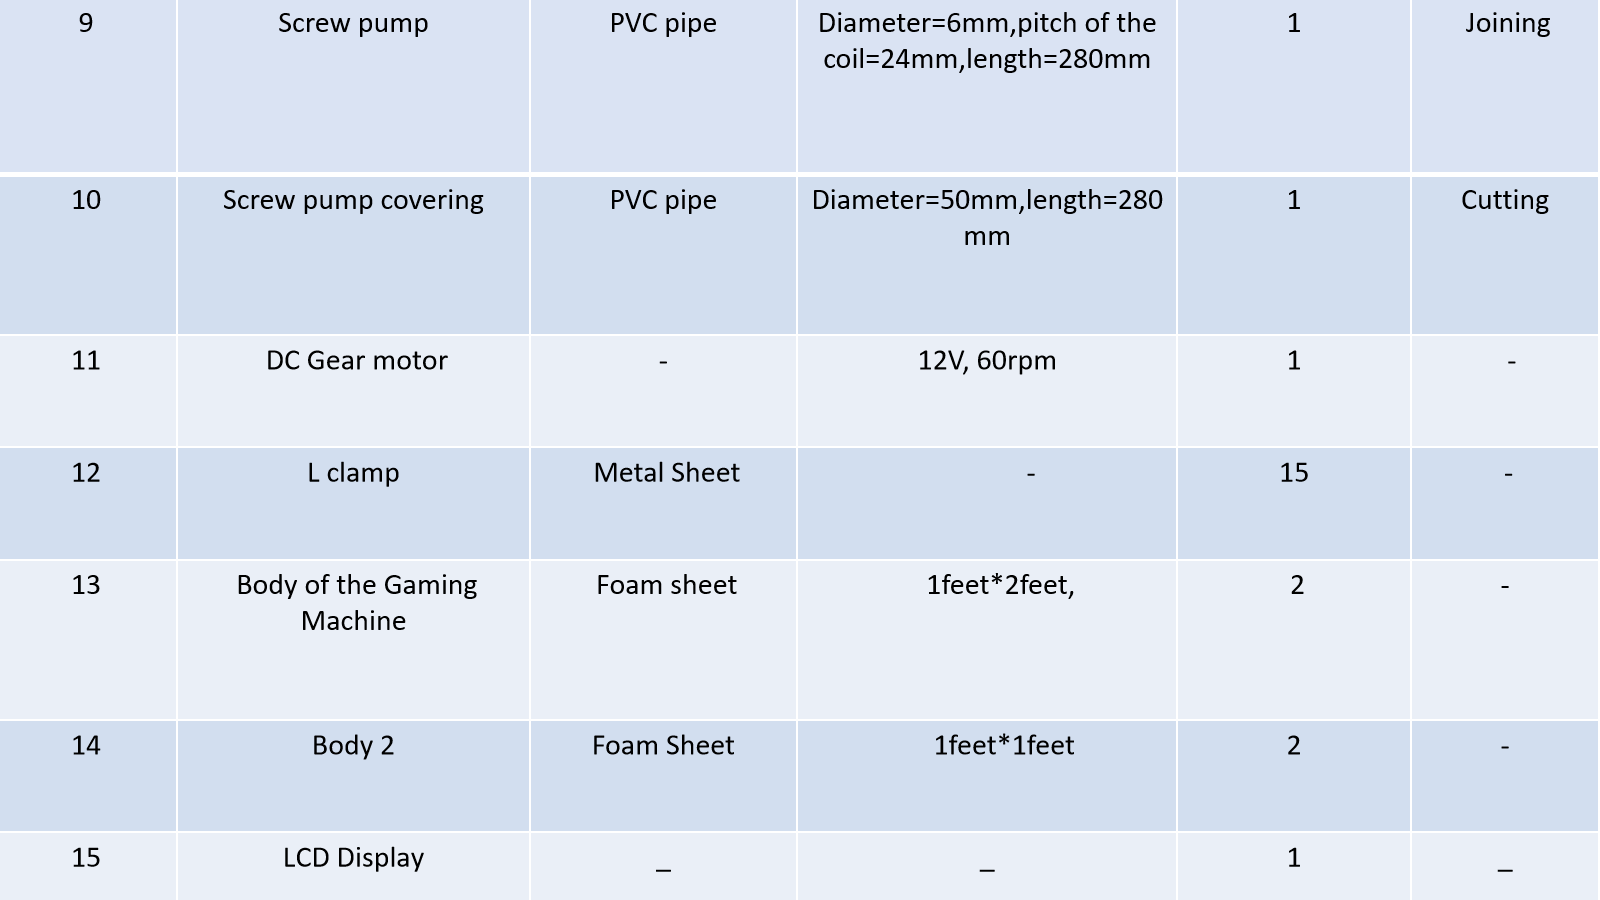 9 Screw pump PVC pipe Diameter=6mm,pitch of the 1 Joining
coil=24mm,length=280mm
10 Screw pump covering PVC pipe Diameter=50mm,length=280 1 Cutting
mm
11 DC Gear motor - 12V, 60rpm 1 -
12 L clamp Metal Sheet - 15 -
13 Body of the Gaming Foam sheet 1feet*2feet, 2 -
Machine
14 Body 2 Foam Sheet 1feet*1feet 2 -
15 LCD Display _ _ 1 _